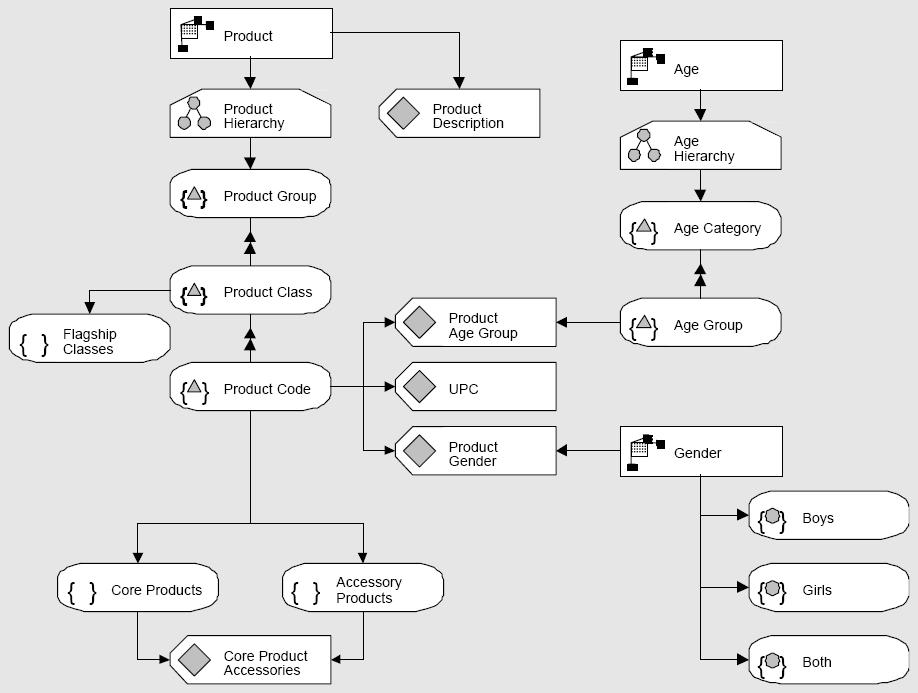 Product
Product
Hierarchy
Product
Description
Age
Age
Hierarchy
Product Group
Age Category
Product Class
Flagship
Classes
Product
Age Group
Age Group
Product Code
UPC
Product
Gender
Gender
Boys
Girls
Both
Core Products
Accessory
Products
Core Product
Accessories